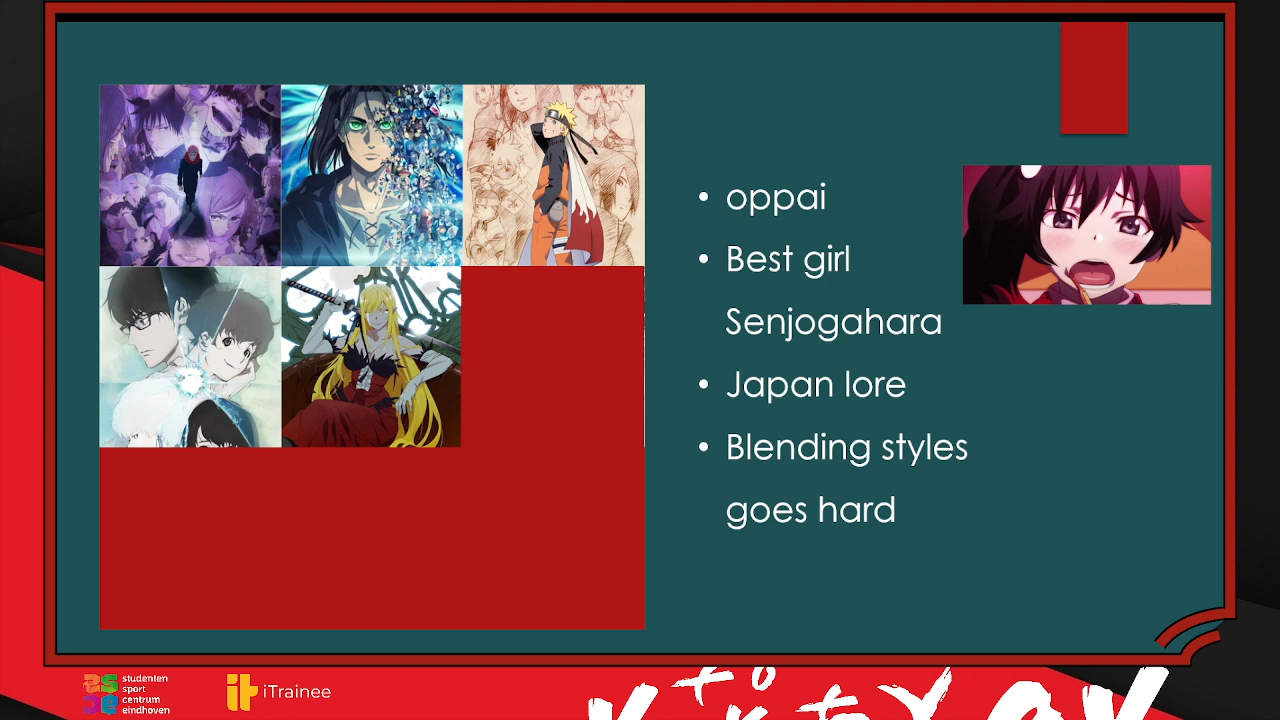 • oppai
• Best girl
Senjogahara
• Japan lore
• Blending styles
goes hard
studenten
sport
centrum
eindhoven
iTrainee